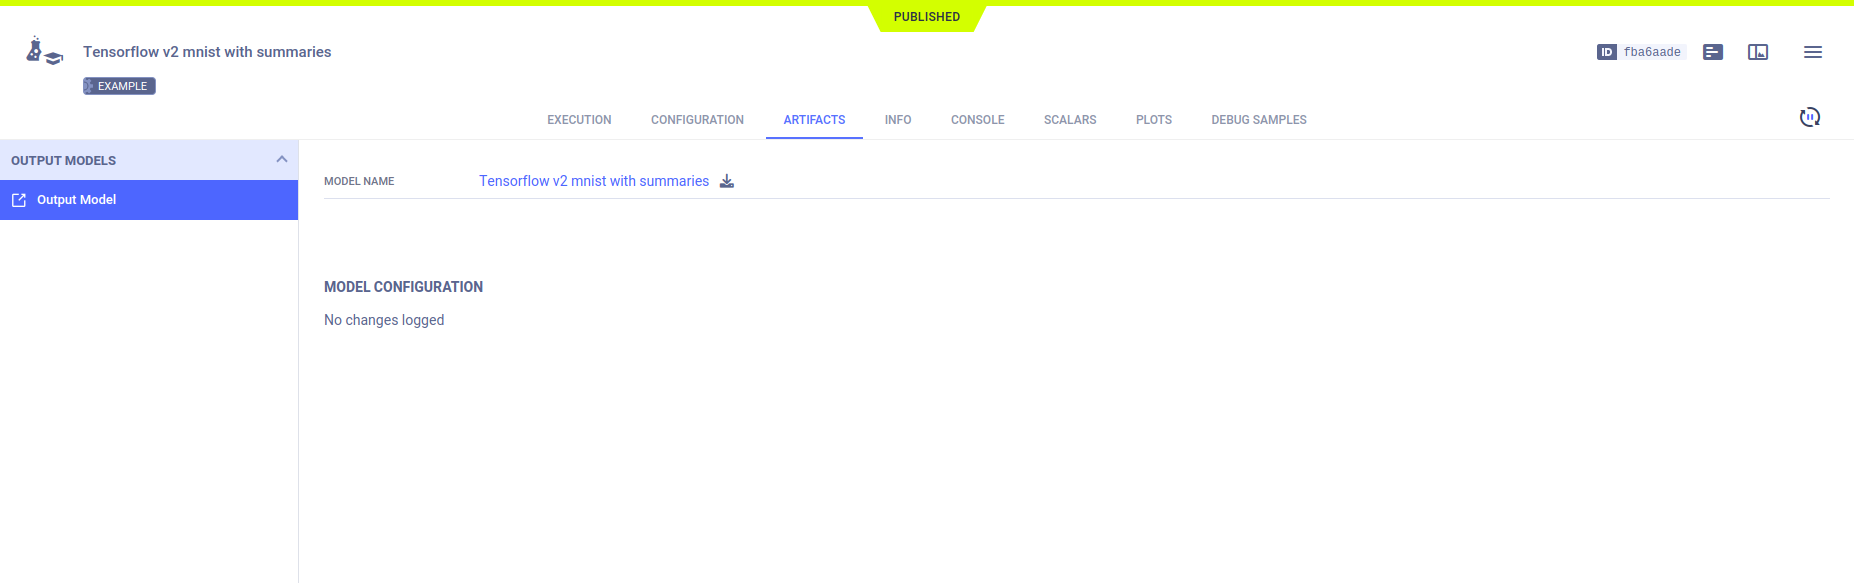 PUBLISHED
Tensorflow v2 mnist with summaries
ID fba6aade
EXAMPLE
EXECUTION CONFIGURATION ARTIFACTS INFO CONSOLE SCALARS PLOTS DEBUG SAMPLES
OUTPUT MODELS
Output Model
MODEL NAME Tensorflow v2 mnist with summaries
MODEL CONFIGURATION
No changes logged